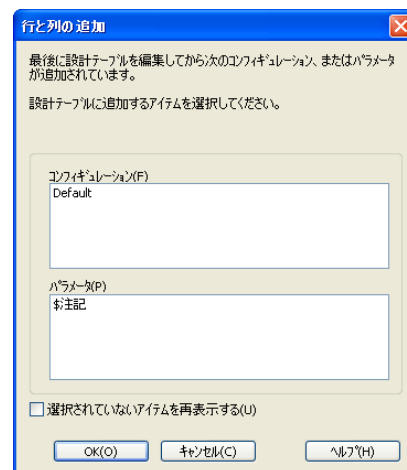 行と列の追加
最後に設計テーブルを編集してから次のコンフィギュレーション、またはパラメータ
が追加されています。
設計テーブルに追加するアイテムを選択してください。
コンフィギュレーション(F)
Default
パラメータ(P)
$注記
選択されていないアイテムを再表示する(U)
OK(O) キャンセル(C) ヘルプ(H)